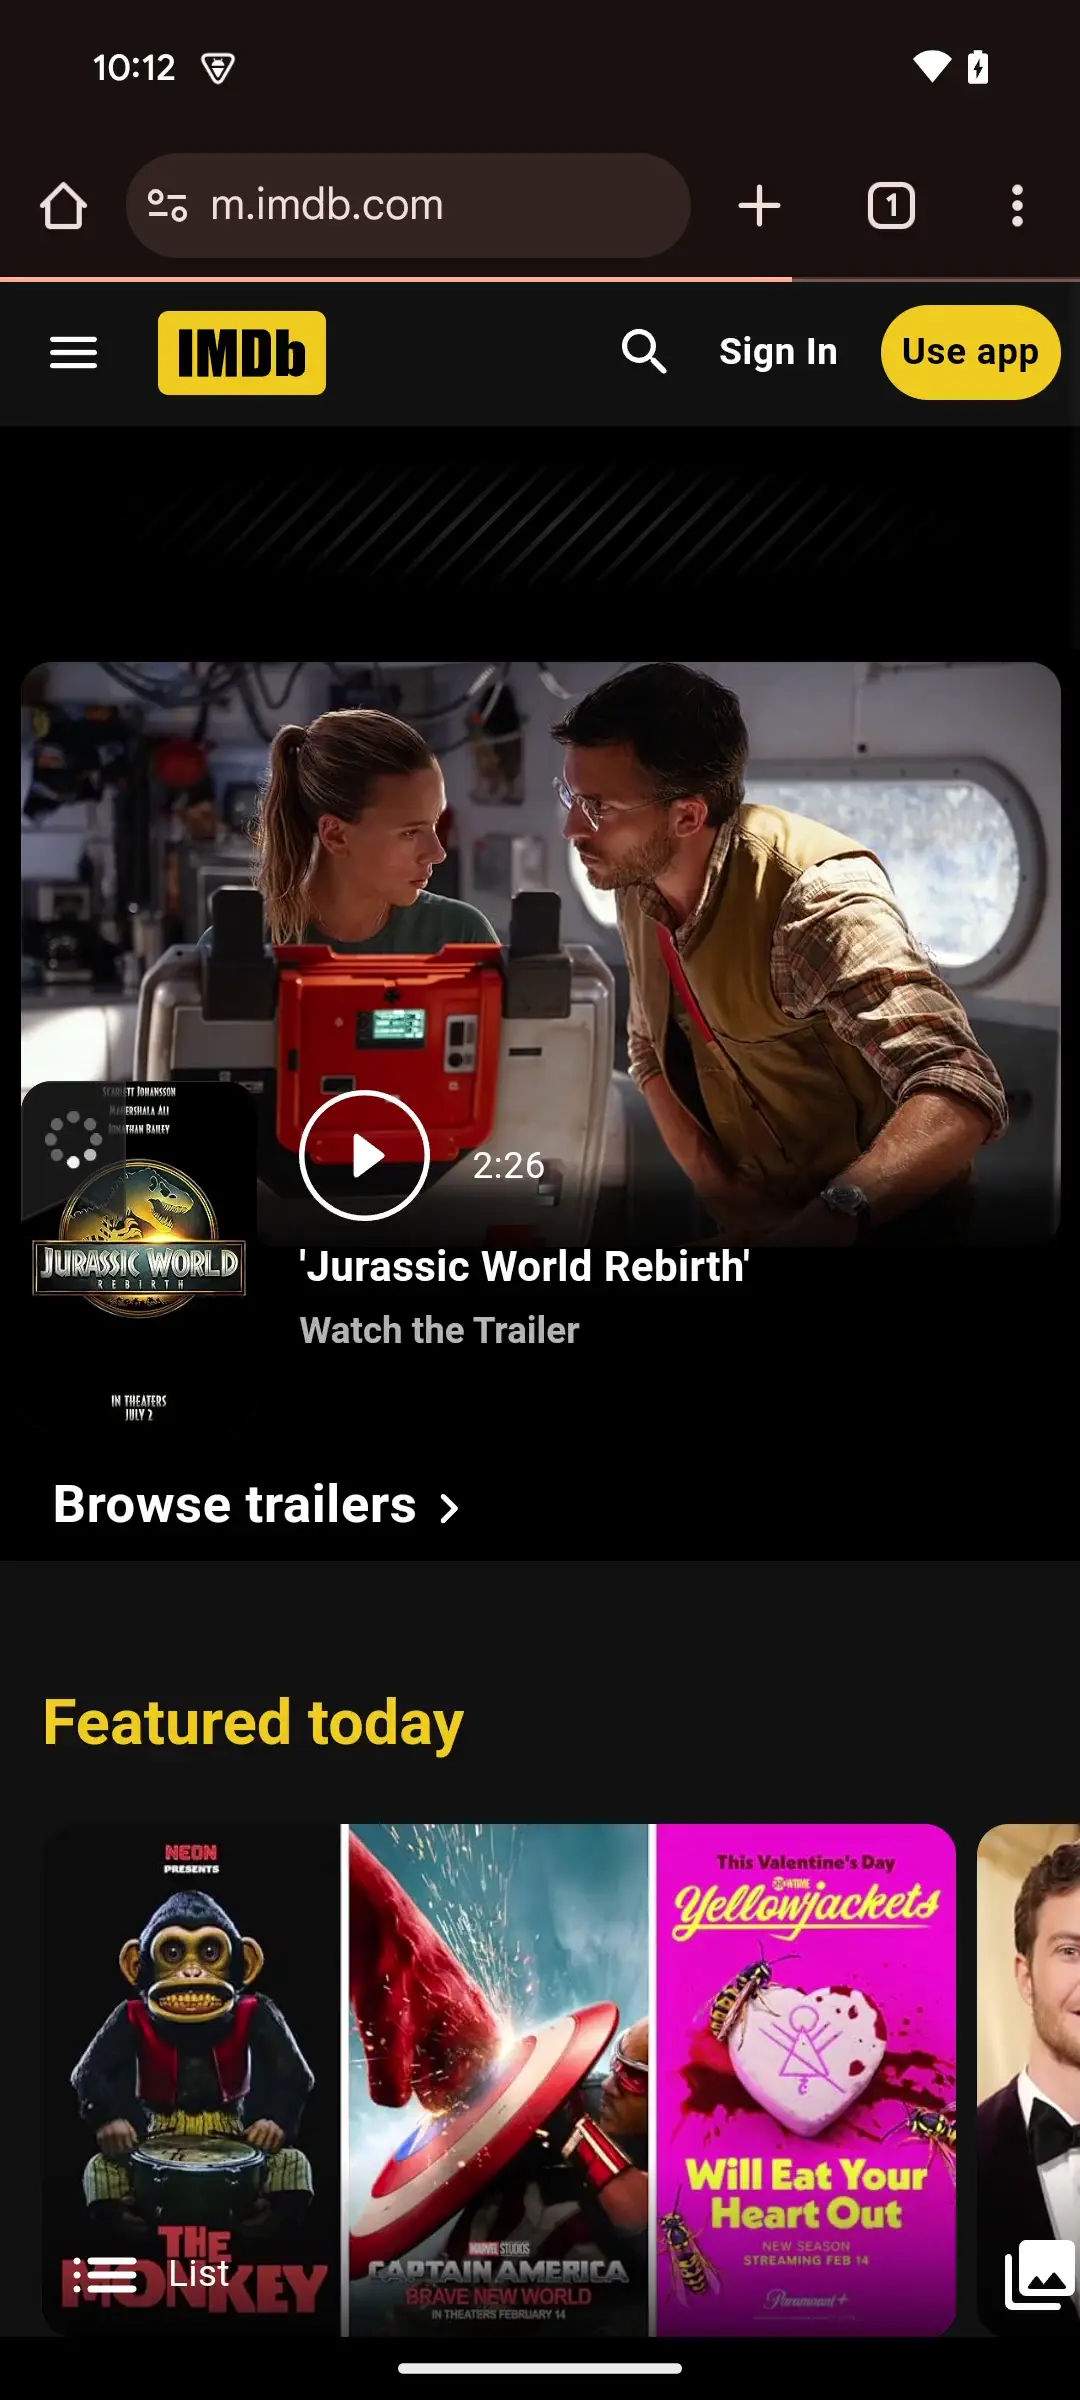 10:12
m.imdb.com
1
IMDb
Sign In
Use app
SCARLETT JOHANSSON
MAHERSHALA ALI
JONATHAN BAILEY
JURASSIC WORLD
REBIRTH
IN THEATERS
JULY 2
2:26
'Jurassic World Rebirth'
Watch the Trailer
Browse trailers
Featured today
NEON
PRESENTS
THE
MONKEY
List
MARVEL STUDIOS
CAPTAIN AMERICA
BRAVE NEW WORLD
IN THEATERS FEBRUARY 14
This Valentine's Day
SHOWTIME
Yellowjackets
Will Eat Your
Heart Out
NEW SEASON
STREAMING FEB 14
Paramount+